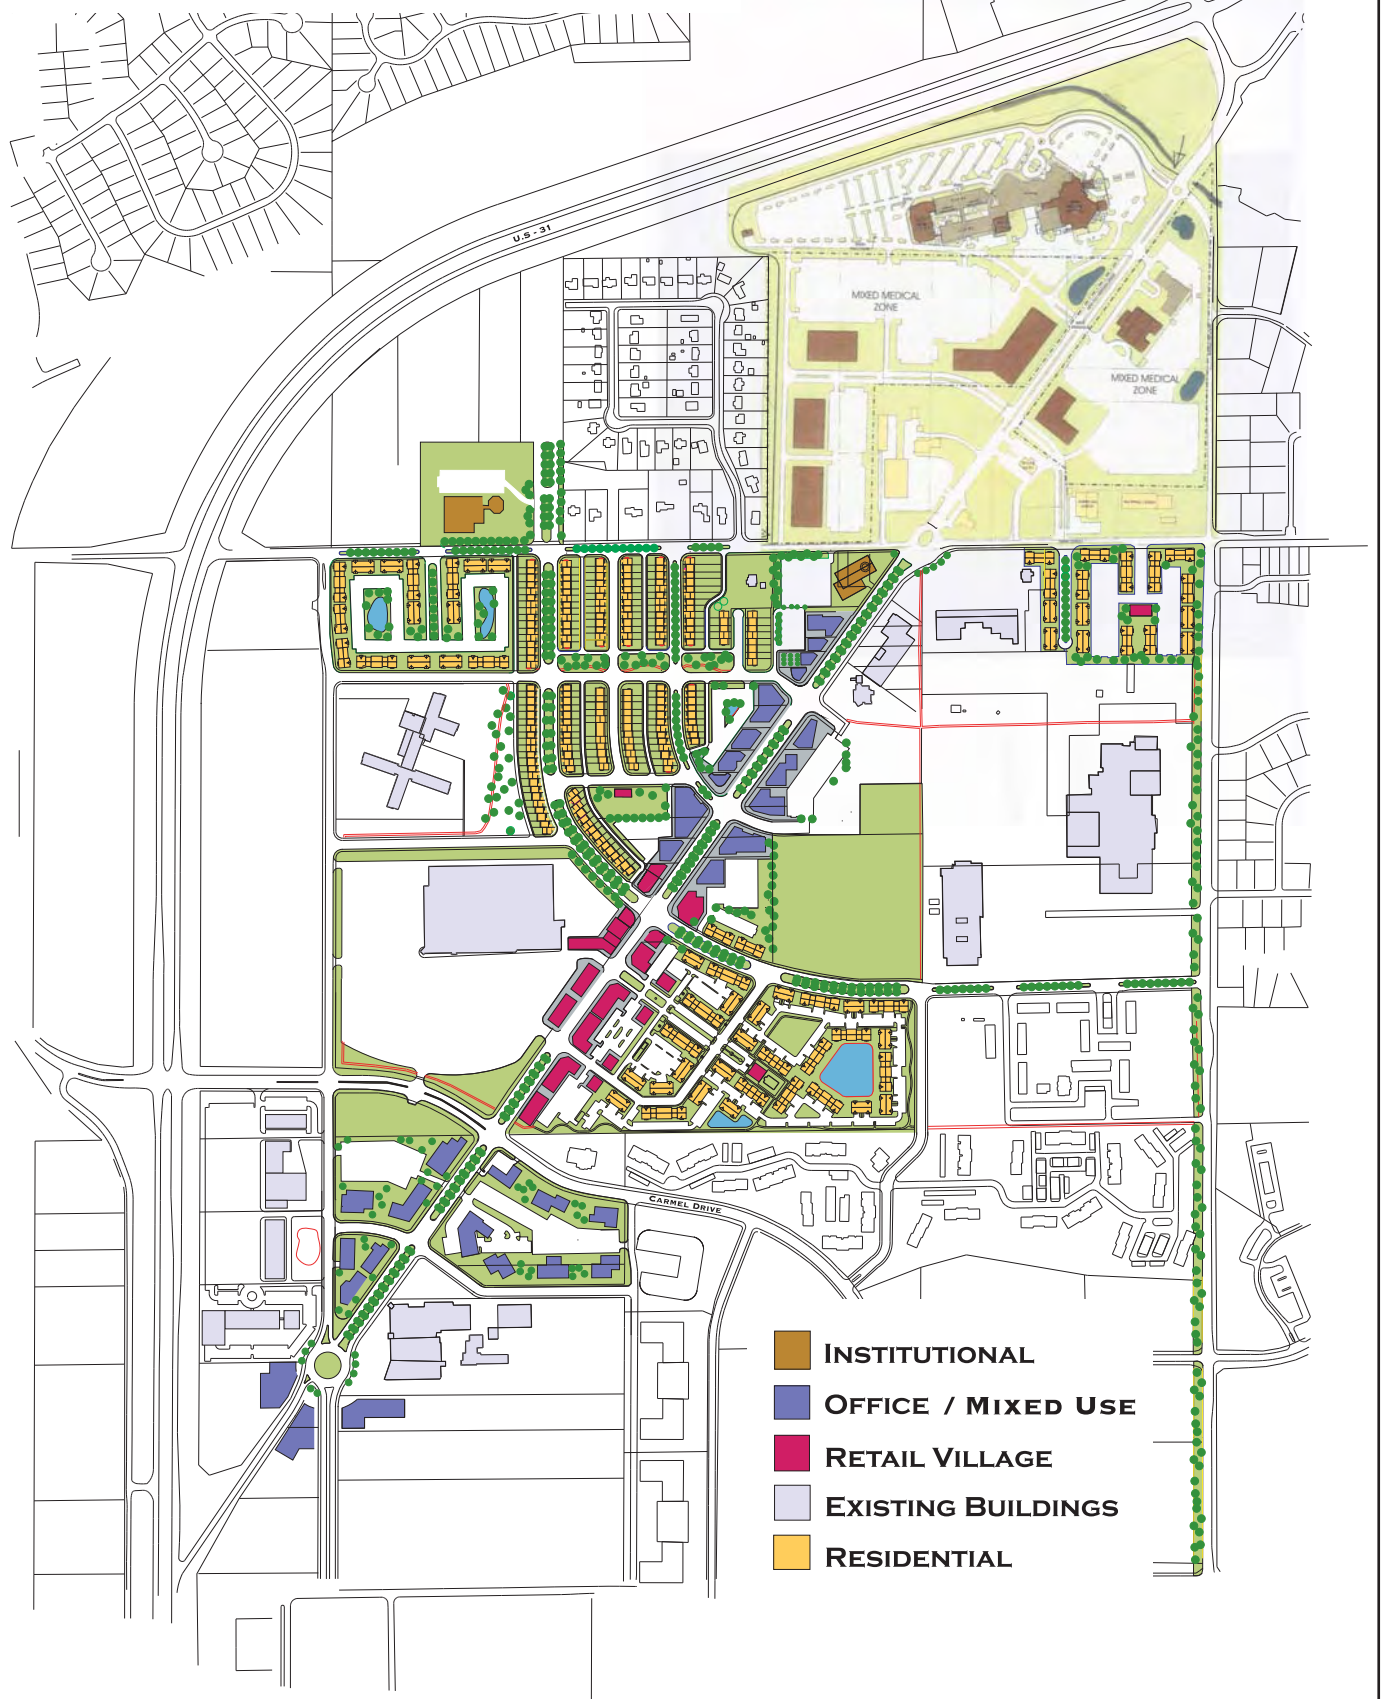 U.S - 31
MIXED MEDICAL
ZONE
MIXED MEDICAL
ZONE
CARMEL DRIVE
INSTITUTIONAL
OFFICE / MIXED USE
RETAIL VILLAGE
EXISTING BUILDINGS
RESIDENTIAL